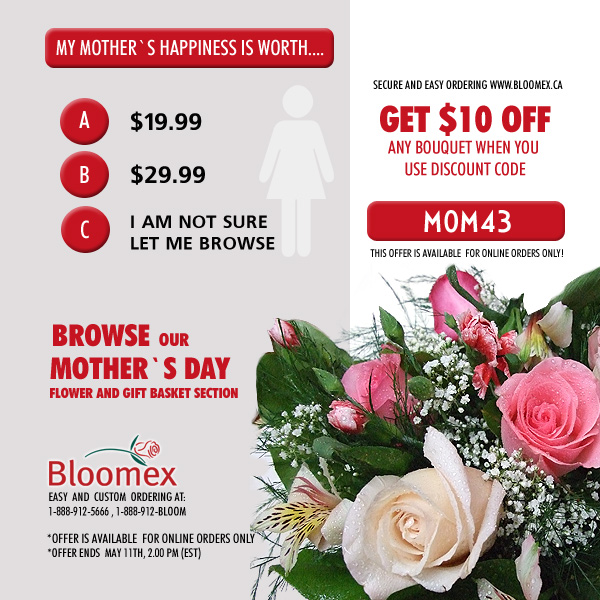 MY MOTHER`S HAPPINESS IS WORTH....
A $19.99
B $29.99
C I AM NOT SURE
LET ME BROWSE
SECURE AND EASY ORDERING WWW.BLOOMEX.CA
GET $10 OFF
ANY BOUQUET WHEN YOU
USE DISCOUNT CODE
MOM43
THIS OFFER IS AVAILABLE FOR ONLINE ORDERS ONLY!
BROWSE OUR
MOTHER`S DAY
FLOWER AND GIFT BASKET SECTION
Bloomex
EASY AND CUSTOM ORDERING AT:
1-888-912-5666 , 1-888-912-BLOOM
*OFFER IS AVAILABLE FOR ONLINE ORDERS ONLY
*OFFER ENDS MAY 11TH, 2.00 PM (EST)